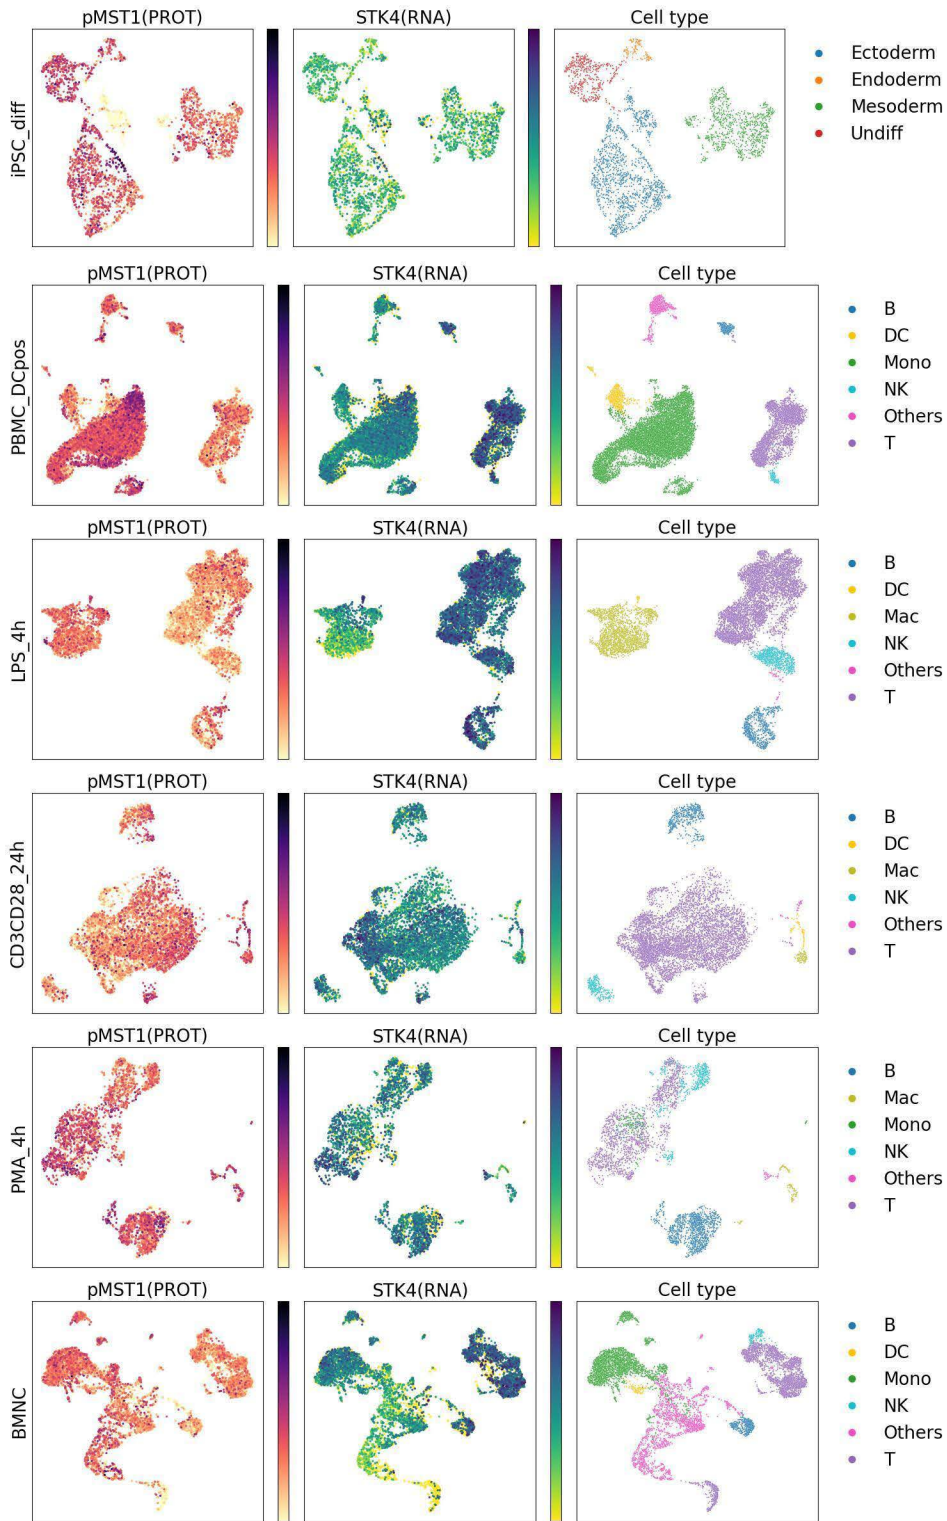 pMST1(PROT) STK4(RNA) Cell type
iPSC_diff
Ectoderm
Endoderm
Mesoderm
Undiff
pMST1(PROT) STK4(RNA) Cell type
PBMC_DCpos
B
DC
Mono
NK
Others
T
pMST1(PROT) STK4(RNA) Cell type
LPS_4h
B
DC
Mac
NK
Others
T
pMST1(PROT) STK4(RNA) Cell type
CD3CD28_24h
B
DC
Mac
NK
Others
T
pMST1(PROT) STK4(RNA) Cell type
PMA_4h
B
Mac
Mono
NK
Others
T
pMST1(PROT) STK4(RNA) Cell type
BMNC
B
DC
Mono
NK
Others
T